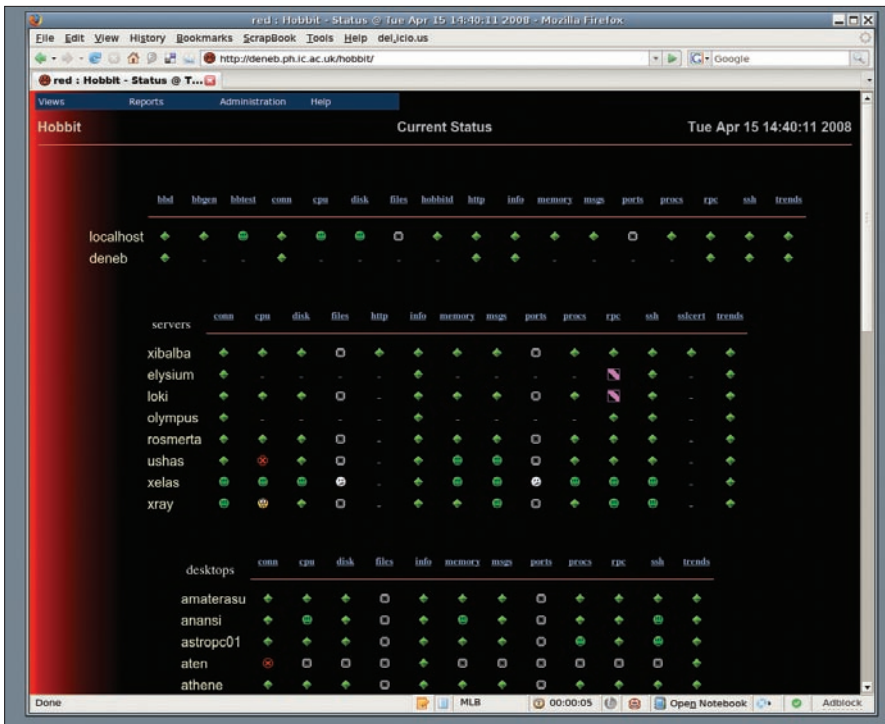 red : Hobbit - Status @ Tue Apr 15 14:40:11 2008 - Mozilla Firefox
File Edit View History Bookmarks ScrapBook Tools Help del.icio.us
http://deneb.ph.ic.ac.uk/hobbit/ Google
red : Hobbit - Status @ T...
Views Reports Administration Help
Hobbit Current Status Tue Apr 15 14:40:11 2008
bbd bbgen bbtest conn cpu disk files hobbitd http info memory msgs ports procs rpc ssh trends
localhost
deneb
servers conn cpu disk files http info memory msgs ports procs rpc ssh sslcert trends
xibalba
elysium
loki
olympus
rosmerta
ushas
xelas
xray
desktops conn cpu disk files info memory msgs ports procs rpc ssh trends
amaterasu
anansi
astropc01
aten
athene
Done MLB 00:00:05 Open Notebook Adblock